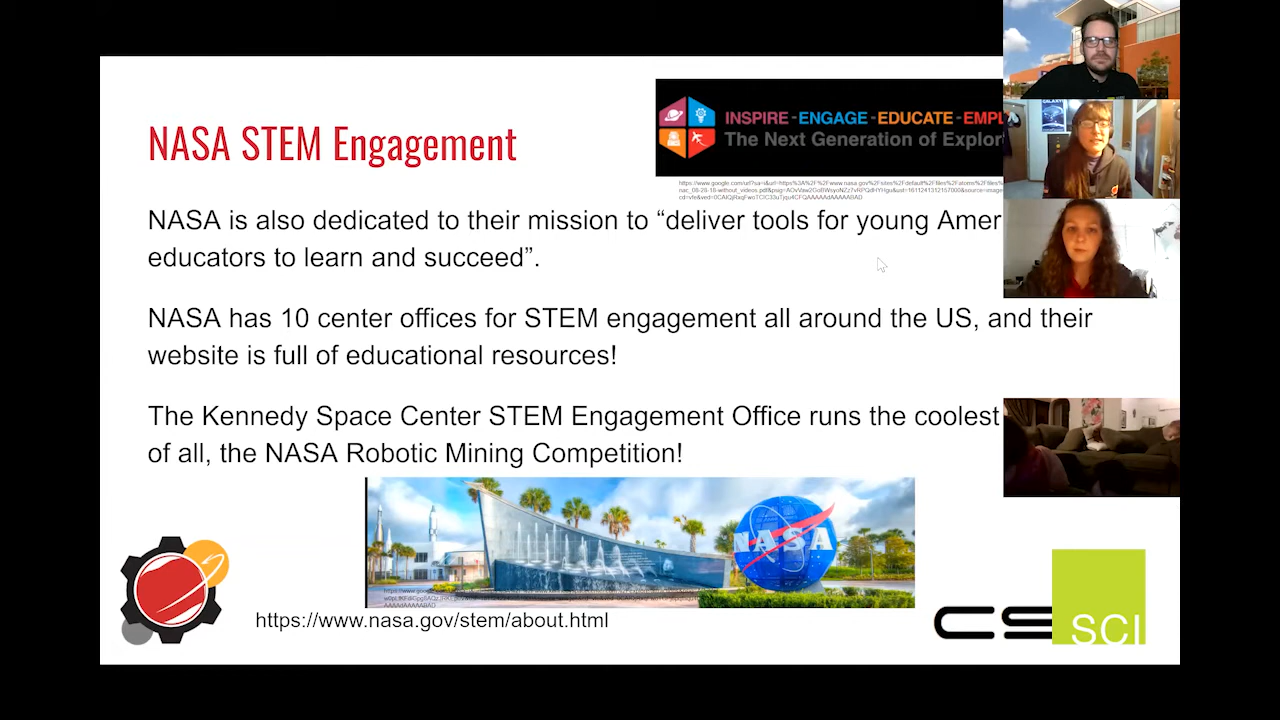 INSPIRE - ENGAGE - EDUCATE - EMPL
The Next Generation of Explor
NASA STEM Engagement
NASA is also dedicated to their mission to “deliver tools for young Amer
educators to learn and succeed”.
NASA has 10 center offices for STEM engagement all around the US, and their
website is full of educational resources!
The Kennedy Space Center STEM Engagement Office runs the coolest
of all, the NASA Robotic Mining Competition!
NASA
https://www.nasa.gov/stem/about.html
CS
SCI